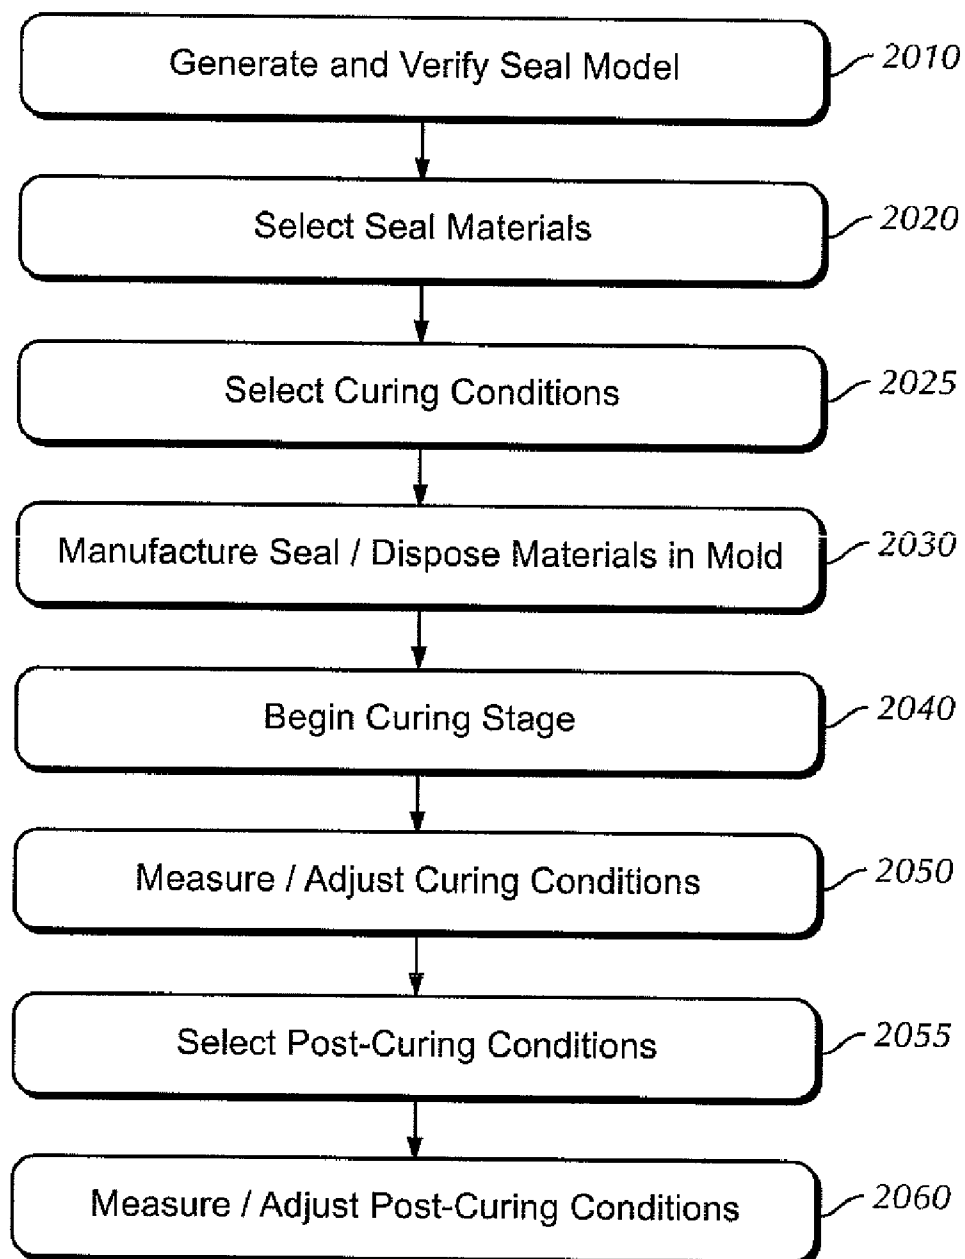 Generate and Verify Seal Model
2010
Select Seal Materials
2020
Select Curing Conditions
2025
Manufacture Seal / Dispose Materials in Mold
2030
Begin Curing Stage
2040
Measure / Adjust Curing Conditions
2050
Select Post-Curing Conditions
2055
Measure / Adjust Post-Curing Conditions
2060